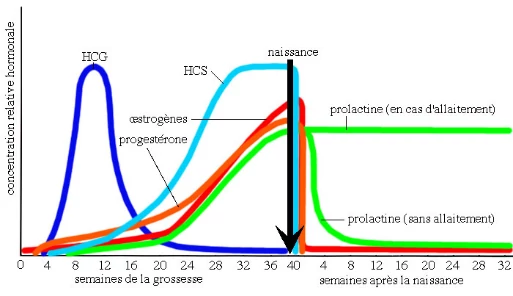 concentration relative hormonale
HCG
HCS
naissance
œstrogènes
progestérone
prolactine (en cas d'allaitement)
prolactine (sans allaitement)
0 4 8 12 16 20 24 28 32 36 40 4 8 12 16 20 24 28 32
semaines de la grossesse
semaines après la naissance